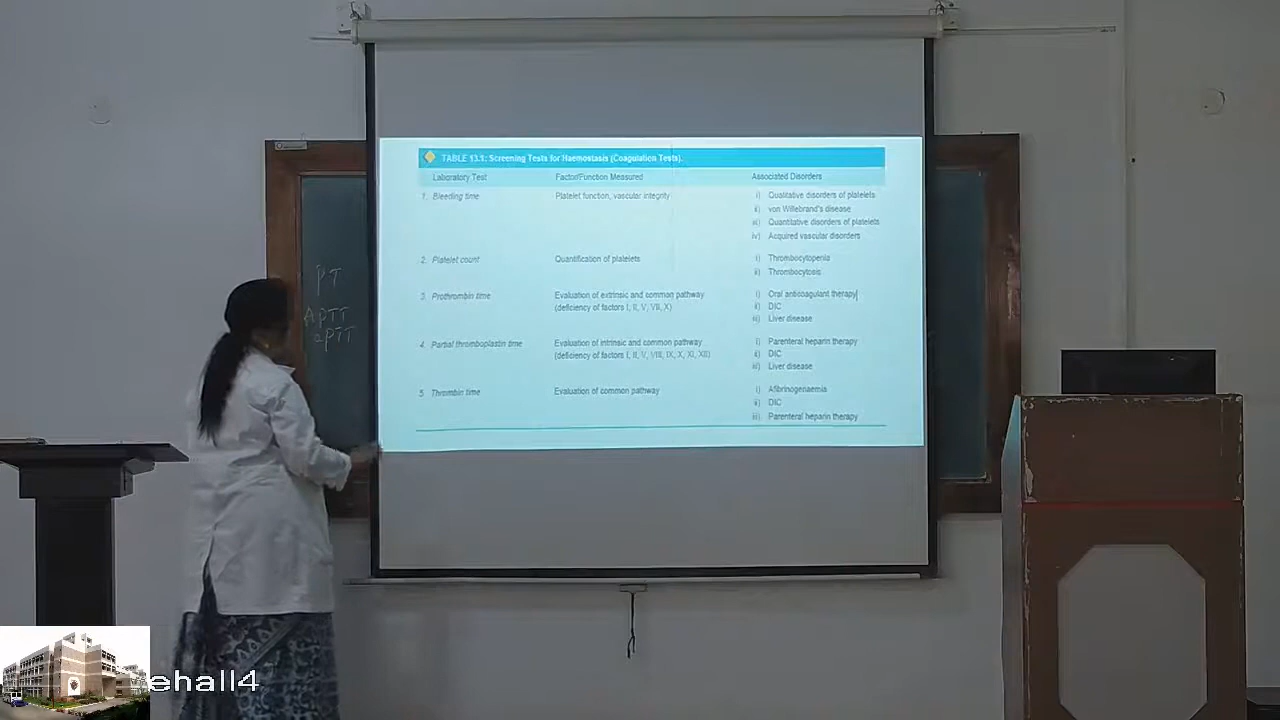 TABLE 13.1: Screening Tests for Haemostasis (Coagulation Tests).
Laboratory Test Factor/Function Measured Associated Disorders
1. Bleeding time Platelet function, vascular integrity i) Qualitative disorders of platelets
ii) von Willebrand's disease
iii) Quantitative disorders of platelets
iv) Acquired vascular disorders
2. Platelet count Quantification of platelets i) Thrombocytopenia
ii) Thrombocytosis
3. Prothrombin time Evaluation of extrinsic and common pathway i) Oral anticoagulant therapy
(deficiency of factors I, II, V, VII, X) ii) DIC
iii) Liver disease
4. Partial thromboplastin time Evaluation of intrinsic and common pathway i) Parenteral heparin therapy
(deficiency of factors I, II, V, VIII, IX, X, XI, XII) ii) DIC
iii) Liver disease
5. Thrombin time Evaluation of common pathway i) Afibrinogenaemia
ii) DIC
iii) Parenteral heparin therapy
PT
APTT
aPTT
ehall4